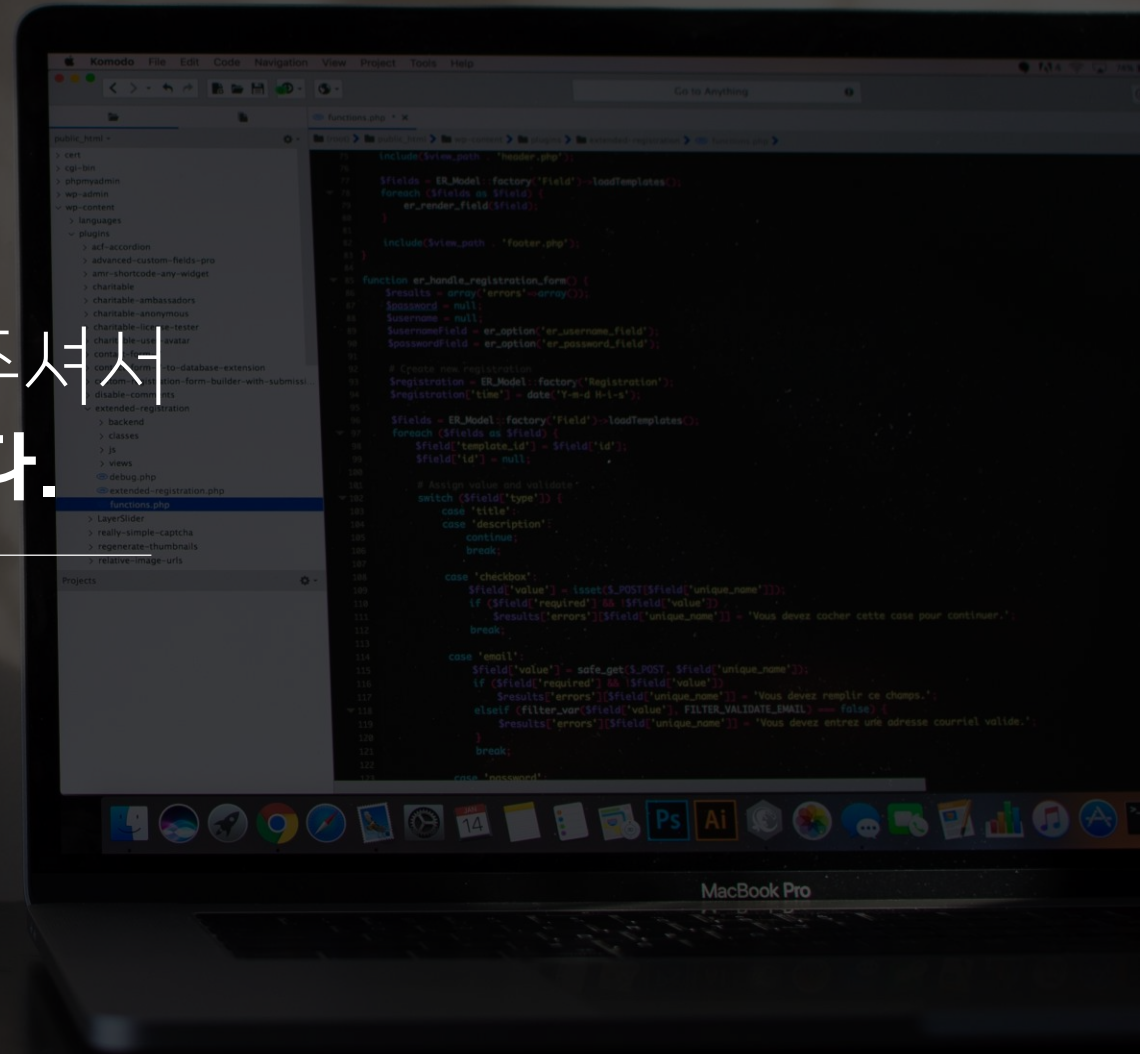 Komodo File Edit Code Navigation View Project Tools Help
Go to Anything
functions.php
public_html
cert
cgi-bin
phpmyadmin
wp-admin
wp-content
languages
plugins
acf-accordion
advanced-custom-fields-pro
amr-shortcode-any-widget
charitable
charitable-ambassadors
charitable-anonymous
주셔서
disable-comments
extended-registration
backend
classes
js
views
다.
debug.php
extended-registration.php
functions.php
LayerSlider
really-simple-captcha
regenerate-thumbnails
relative-image-urls
Projects
include($view_path . 'header.php');
$fields = ER_Model::factory('Field')->loadTemplates();
foreach ($fields as $field) {
er_render_field($field);
}
include($view_path . 'footer.php');
}
function er_handle_registration_form() {
$results = array('errors'=>array());
$password = null;
$username = null;
$usernameField = er_option('er_username_field');
$passwordField = er_option('er_password_field');
# Create new registration
$registration = ER_Model::factory('Registration');
$registration['time'] = date('Y-m-d H-i-s');
$fields = ER_Model::factory('Field')->loadTemplates();
foreach ($fields as $field) {
$field['template_id'] = $field['id'];
$field['id'] = null;
# Assign value and validate
switch ($field['type']) {
case 'title':
case 'description':
continue;
break;
case 'checkbox':
$field['value'] = isset($_POST[$field['unique_name']]);
if ($field['required'] && !$field['value'])
$results['errors'][$field['unique_name']] = 'Vous devez cocher cette case pour continuer.';
break;
case 'email':
$field['value'] = safe_get($_POST, $field['unique_name']);
if ($field['required'] && !$field['value'])
$results['errors'][$field['unique_name']] = 'Vous devez remplir ce champs.';
elseif (filter_var($field['value'], FILTER_VALIDATE_EMAIL) === false) {
$results['errors'][$field['unique_name']] = 'Vous devez entrez une adresse courriel valide.';
}
break;
case 'password':
JAN
14
Ps
Ai
MacBook Pro